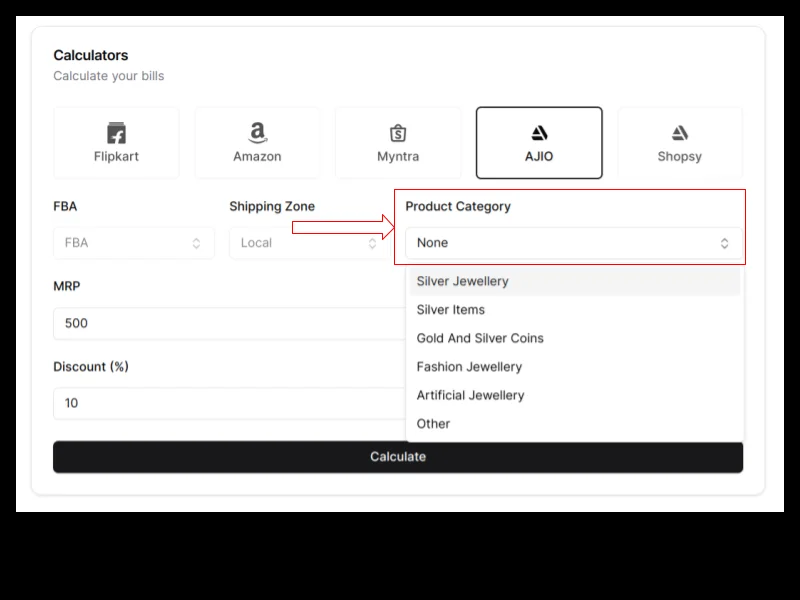 Calculators
Calculate your bills
Flipkart
Amazon
Myntra
AJIO
Shopsy
FBA
Shipping Zone
Product Category
FBA
Local
None
MRP
Silver Jewellery
Silver Items
500
Gold And Silver Coins
Discount (%)
Fashion Jewellery
10
Artificial Jewellery
Other
Calculate